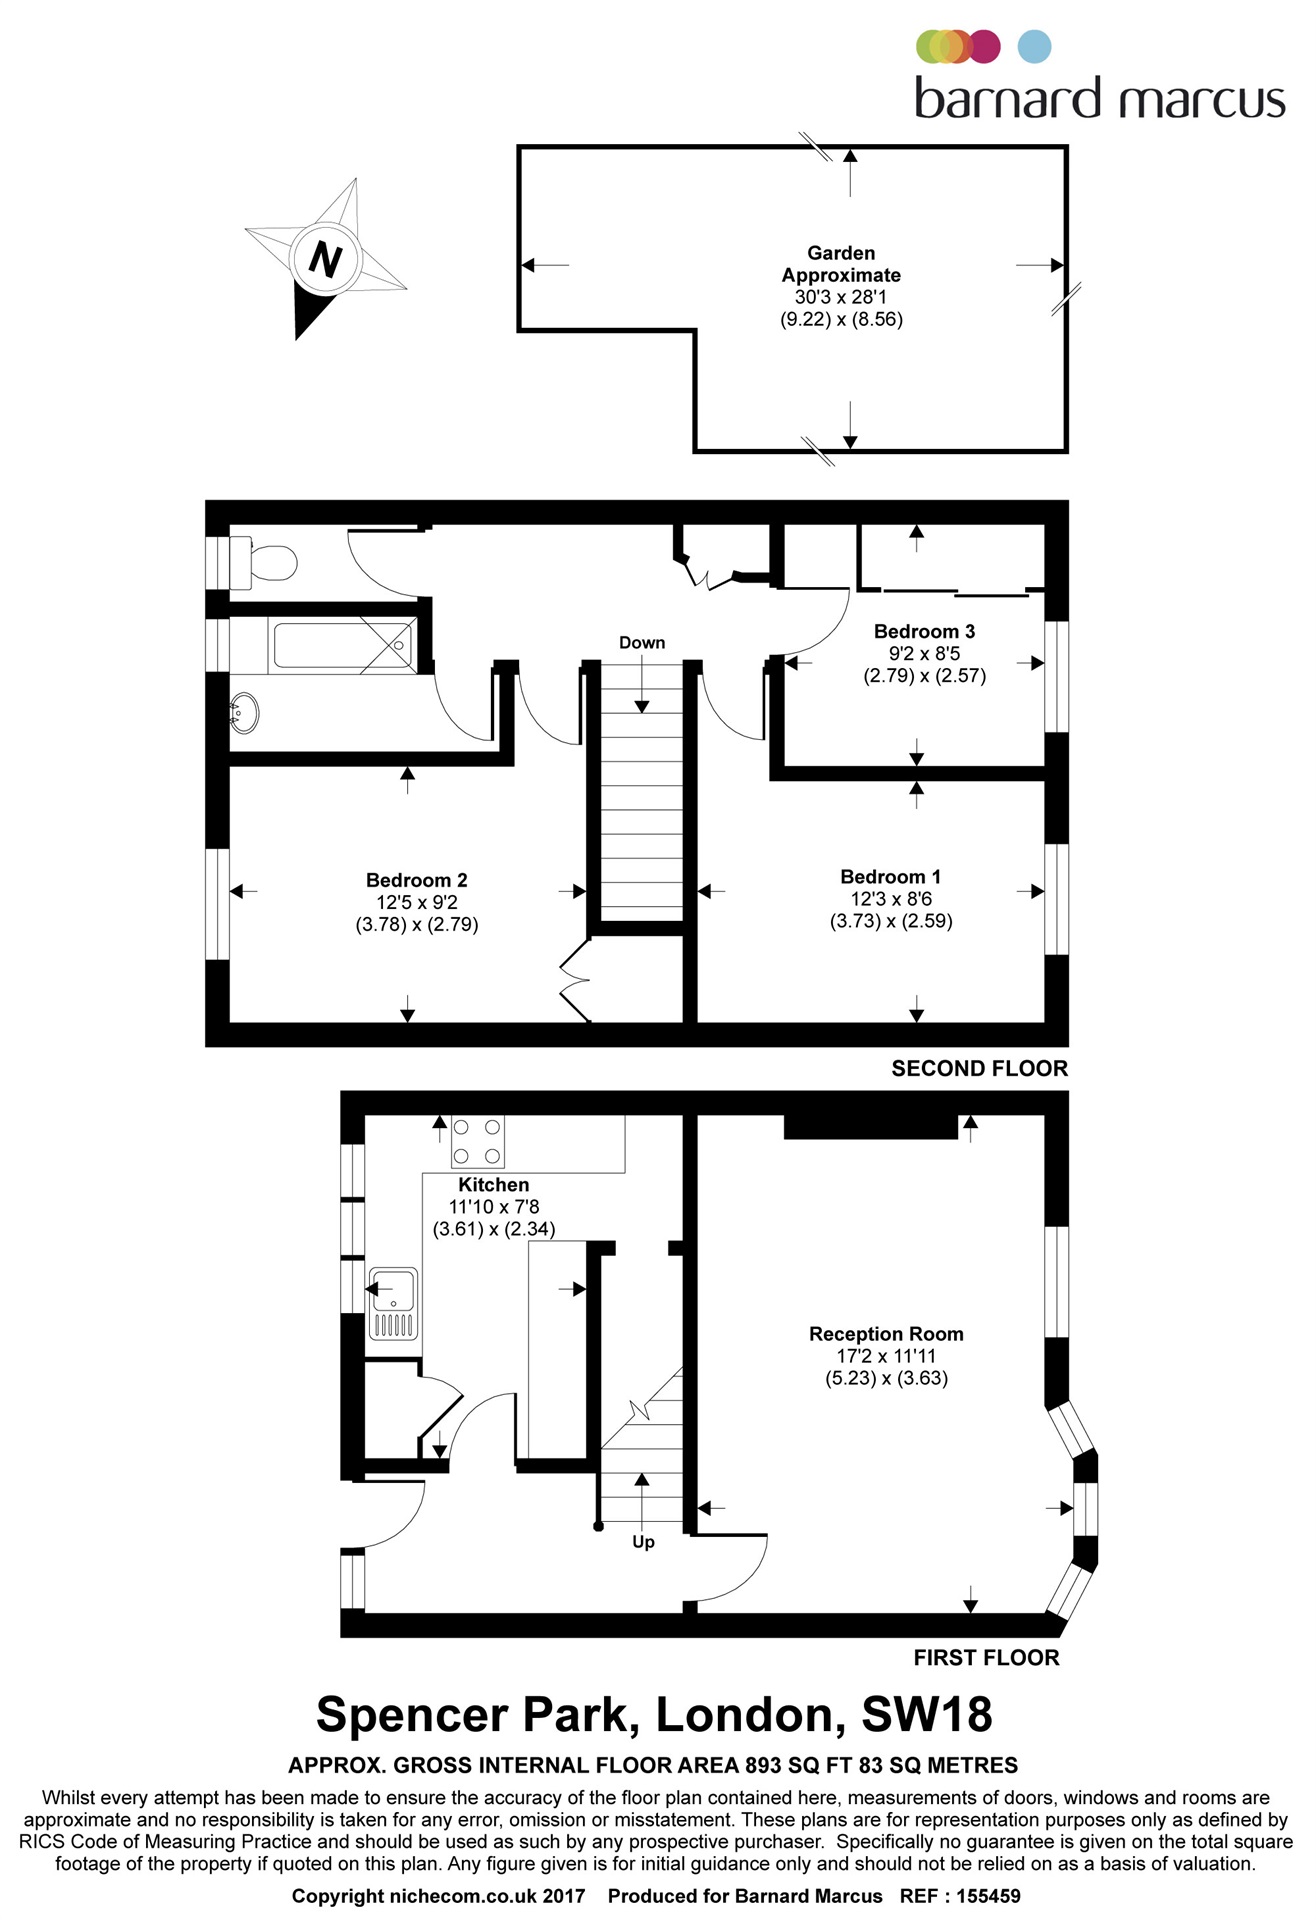 barnard marcus
N
Garden
Approximate
30'3 x 28'1
(9.22) x (8.56)
Down
Bedroom 3
9'2 x 8'5
(2.79) x (2.57)
Bedroom 2
12'5 x 9'2
(3.78) x (2.79)
Bedroom 1
12'3 x 8'6
(3.73) x (2.59)
SECOND FLOOR
Kitchen
11'10 x 7'8
(3.61) x (2.34)
Reception Room
17'2 x 11'11
(5.23) x (3.63)
Up
FIRST FLOOR
Spencer Park, London, SW18
APPROX. GROSS INTERNAL FLOOR AREA 893 SQ FT 83 SQ METRES
Whilst every attempt has been made to ensure the accuracy of the floor plan contained here, measurements of doors, windows and rooms are
approximate and no responsibility is taken for any error, omission or misstatement. These plans are for representation purposes only as defined by
RICS Code of Measuring Practice and should be used as such by any prospective purchaser. Specifically no guarantee is given on the total square
footage of the property if quoted on this plan. Any figure given is for initial guidance only and should not be relied on as a basis of valuation.
Copyright nichecom.co.uk 2017 Produced for Barnard Marcus REF : 155459